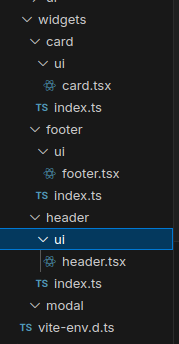 ui
widgets
card
ui
card.tsx
TS index.ts
footer
ui
footer.tsx
TS index.ts
header
ui
header.tsx
TS index.ts
modal
TS vite-env.d.ts